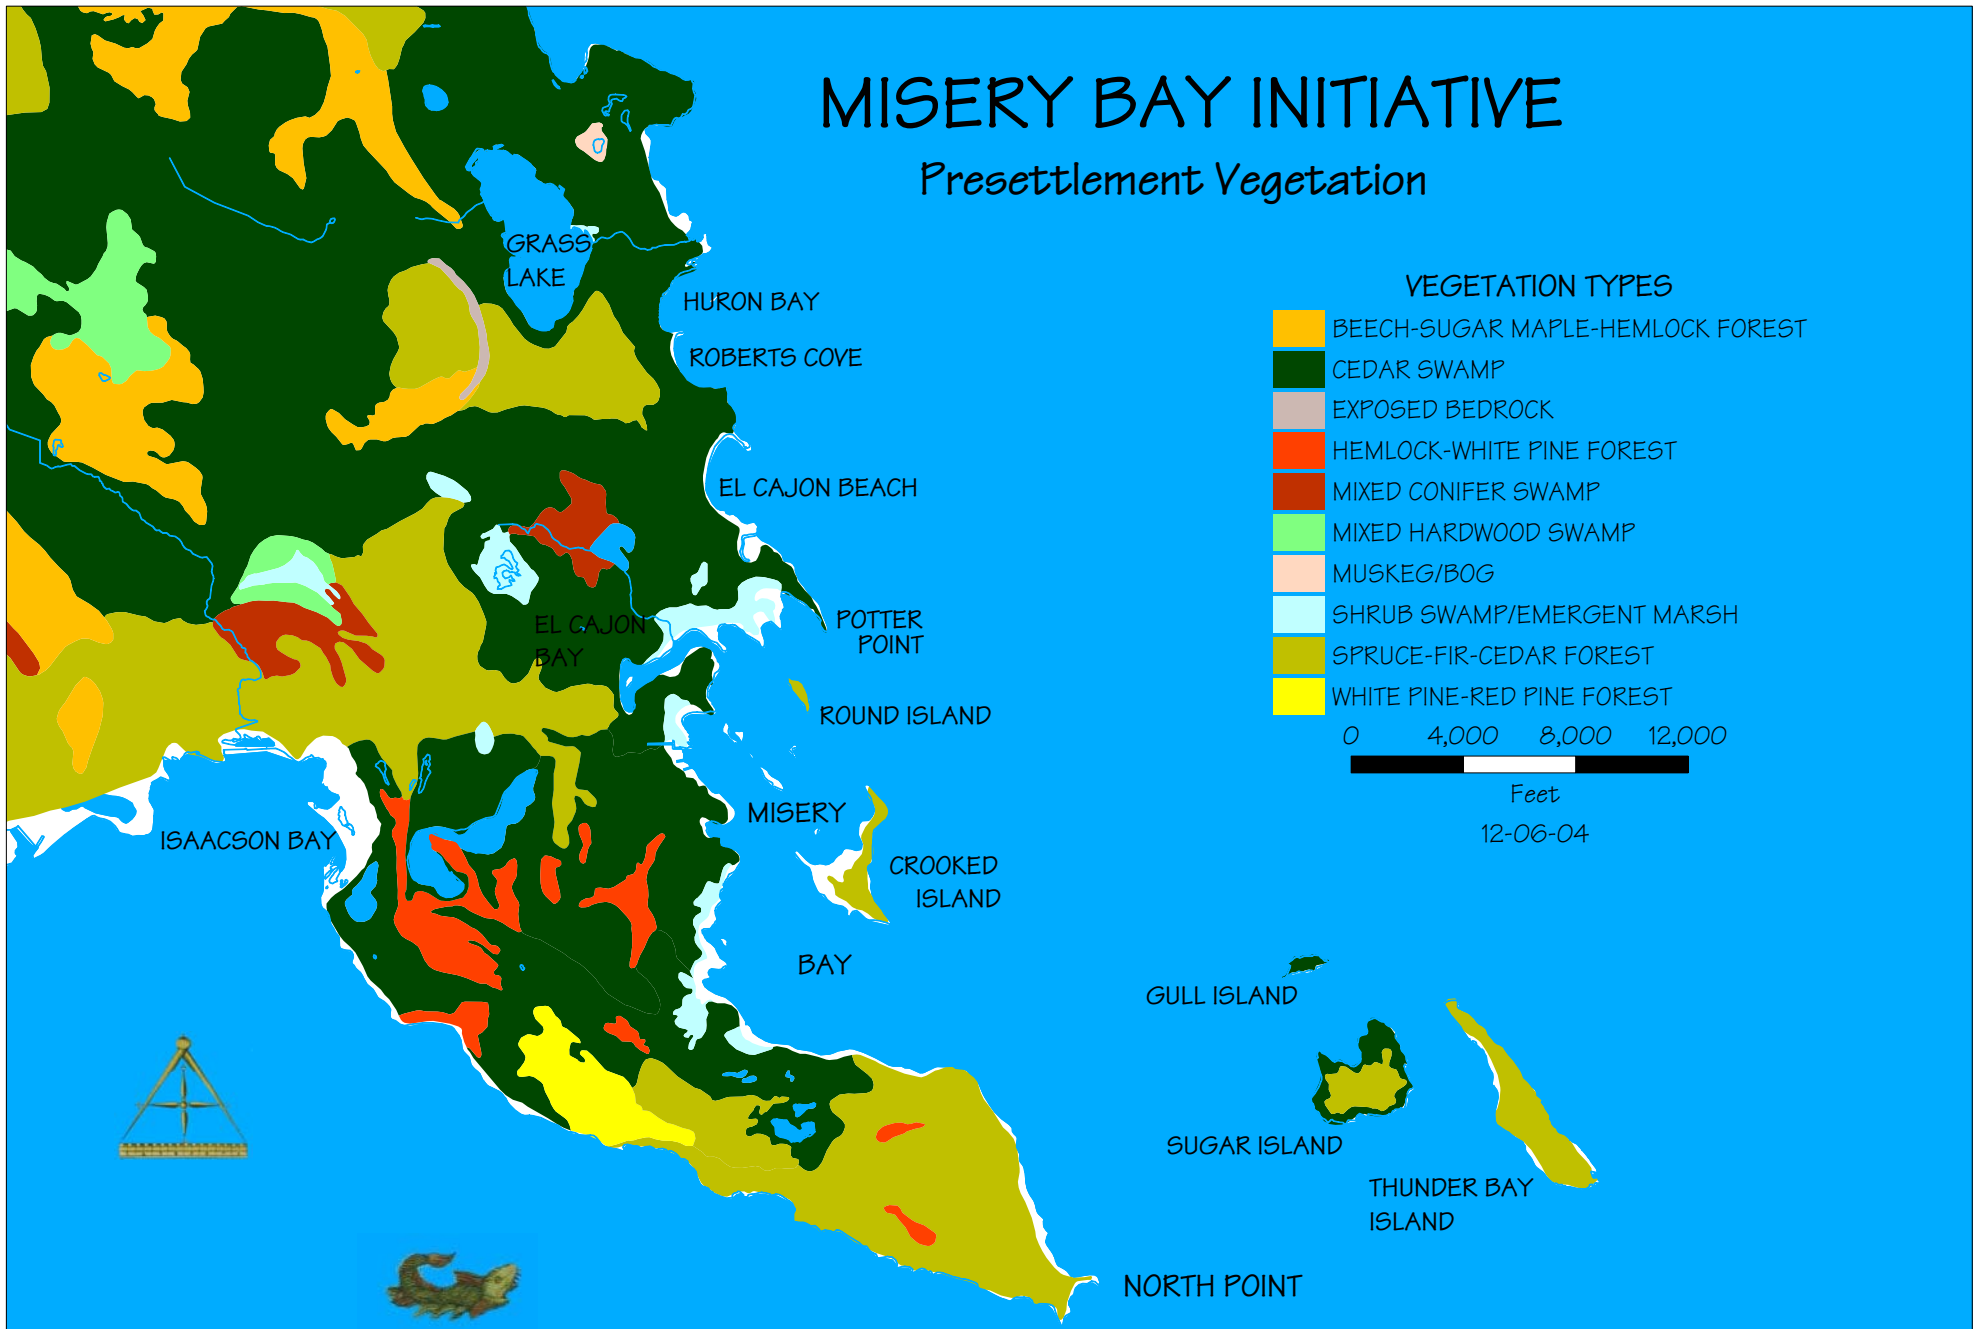 MISERY BAY INITIATIVE
Presettlement Vegetation
GRASS
LAKE
HURON BAY
ROBERTS COVE
EL CAJON BEACH
POTTER
POINT
EL CAJON
BAY
ROUND ISLAND
MISERY
ISAACSON BAY
CROOKED
ISLAND
BAY
GULL ISLAND
SUGAR ISLAND
THUNDER BAY
ISLAND
NORTH POINT
VEGETATION TYPES
BEECH-SUGAR MAPLE-HEMLOCK FOREST
CEDAR SWAMP
EXPOSED BEDROCK
HEMLOCK-WHITE PINE FOREST
MIXED CONIFER SWAMP
MIXED HARDWOOD SWAMP
MUSKEG/BOG
SHRUB SWAMP/EMERGENT MARSH
SPRUCE-FIR-CEDAR FOREST
WHITE PINE-RED PINE FOREST
0 4,000 8,000 12,000
Feet
12-06-04